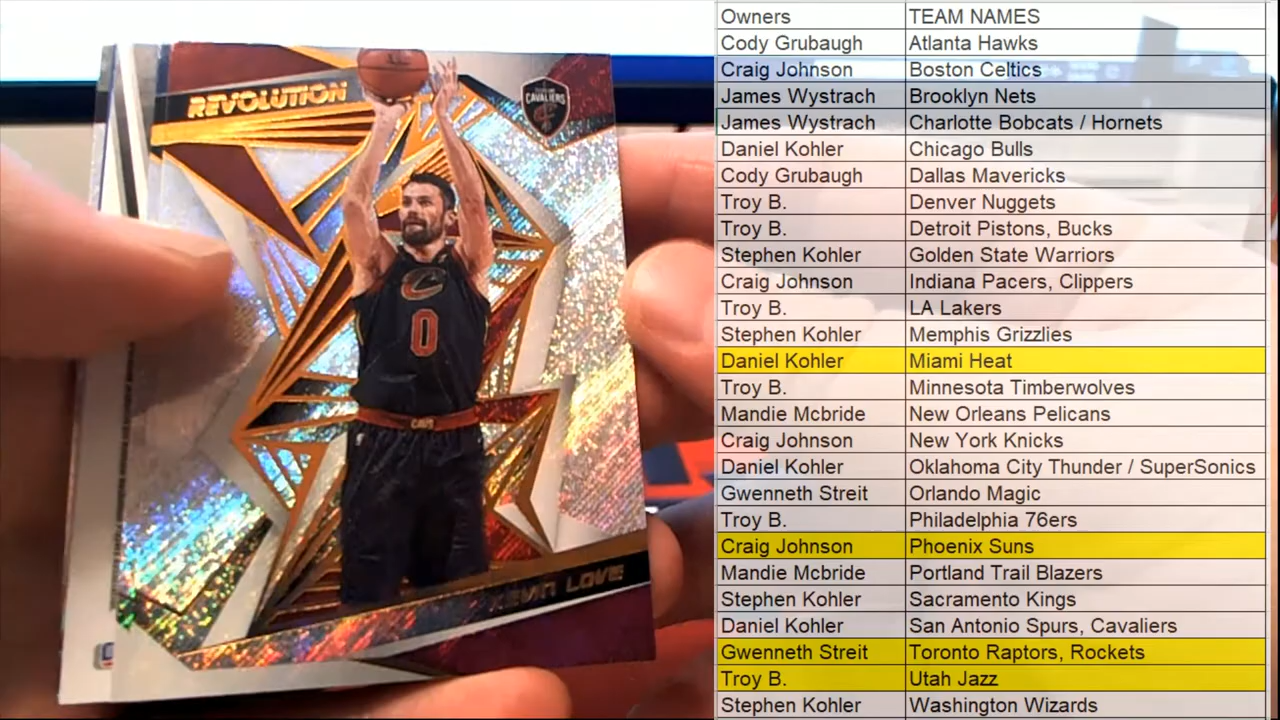 REVOLUTION
CAVALIERS
C
0
CAVS
KEVIN LOVE
Owners TEAM NAMES
Cody Grubaugh Atlanta Hawks
Craig Johnson Boston Celtics
James Wystrach Brooklyn Nets
James Wystrach Charlotte Bobcats / Hornets
Daniel Kohler Chicago Bulls
Cody Grubaugh Dallas Mavericks
Troy B. Denver Nuggets
Troy B. Detroit Pistons, Bucks
Stephen Kohler Golden State Warriors
Craig Johnson Indiana Pacers, Clippers
Troy B. LA Lakers
Stephen Kohler Memphis Grizzlies
Daniel Kohler Miami Heat
Troy B. Minnesota Timberwolves
Mandie Mcbride New Orleans Pelicans
Craig Johnson New York Knicks
Daniel Kohler Oklahoma City Thunder / SuperSonics
Gwenneth Streit Orlando Magic
Troy B. Philadelphia 76ers
Craig Johnson Phoenix Suns
Mandie Mcbride Portland Trail Blazers
Stephen Kohler Sacramento Kings
Daniel Kohler San Antonio Spurs, Cavaliers
Gwenneth Streit Toronto Raptors, Rockets
Troy B. Utah Jazz
Stephen Kohler Washington Wizards